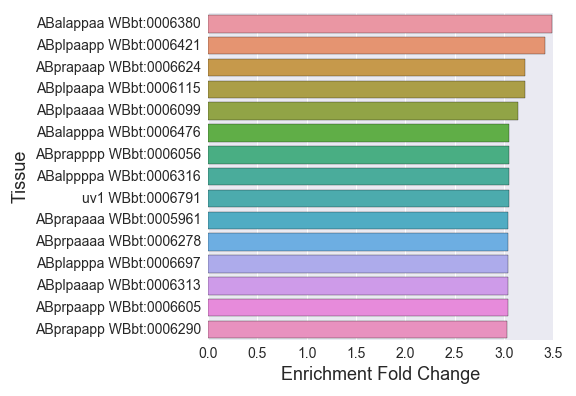 ABalappaa WBbt:0006380
ABplpaapp WBbt:0006421
ABprapaap WBbt:0006624
ABplpaapa WBbt:0006115
ABplpaaaa WBbt:0006099
ABalapppa WBbt:0006476
ABprapppp WBbt:0006056
ABalppppa WBbt:0006316
uv1 WBbt:0006791
ABprapaaa WBbt:0005961
ABprpaaaa WBbt:0006278
ABplapppa WBbt:0006697
ABplpaaap WBbt:0006313
ABprpaapp WBbt:0006605
ABprapapp WBbt:0006290
Tissue
0.0 0.5 1.0 1.5 2.0 2.5 3.0 3.5
Enrichment Fold Change